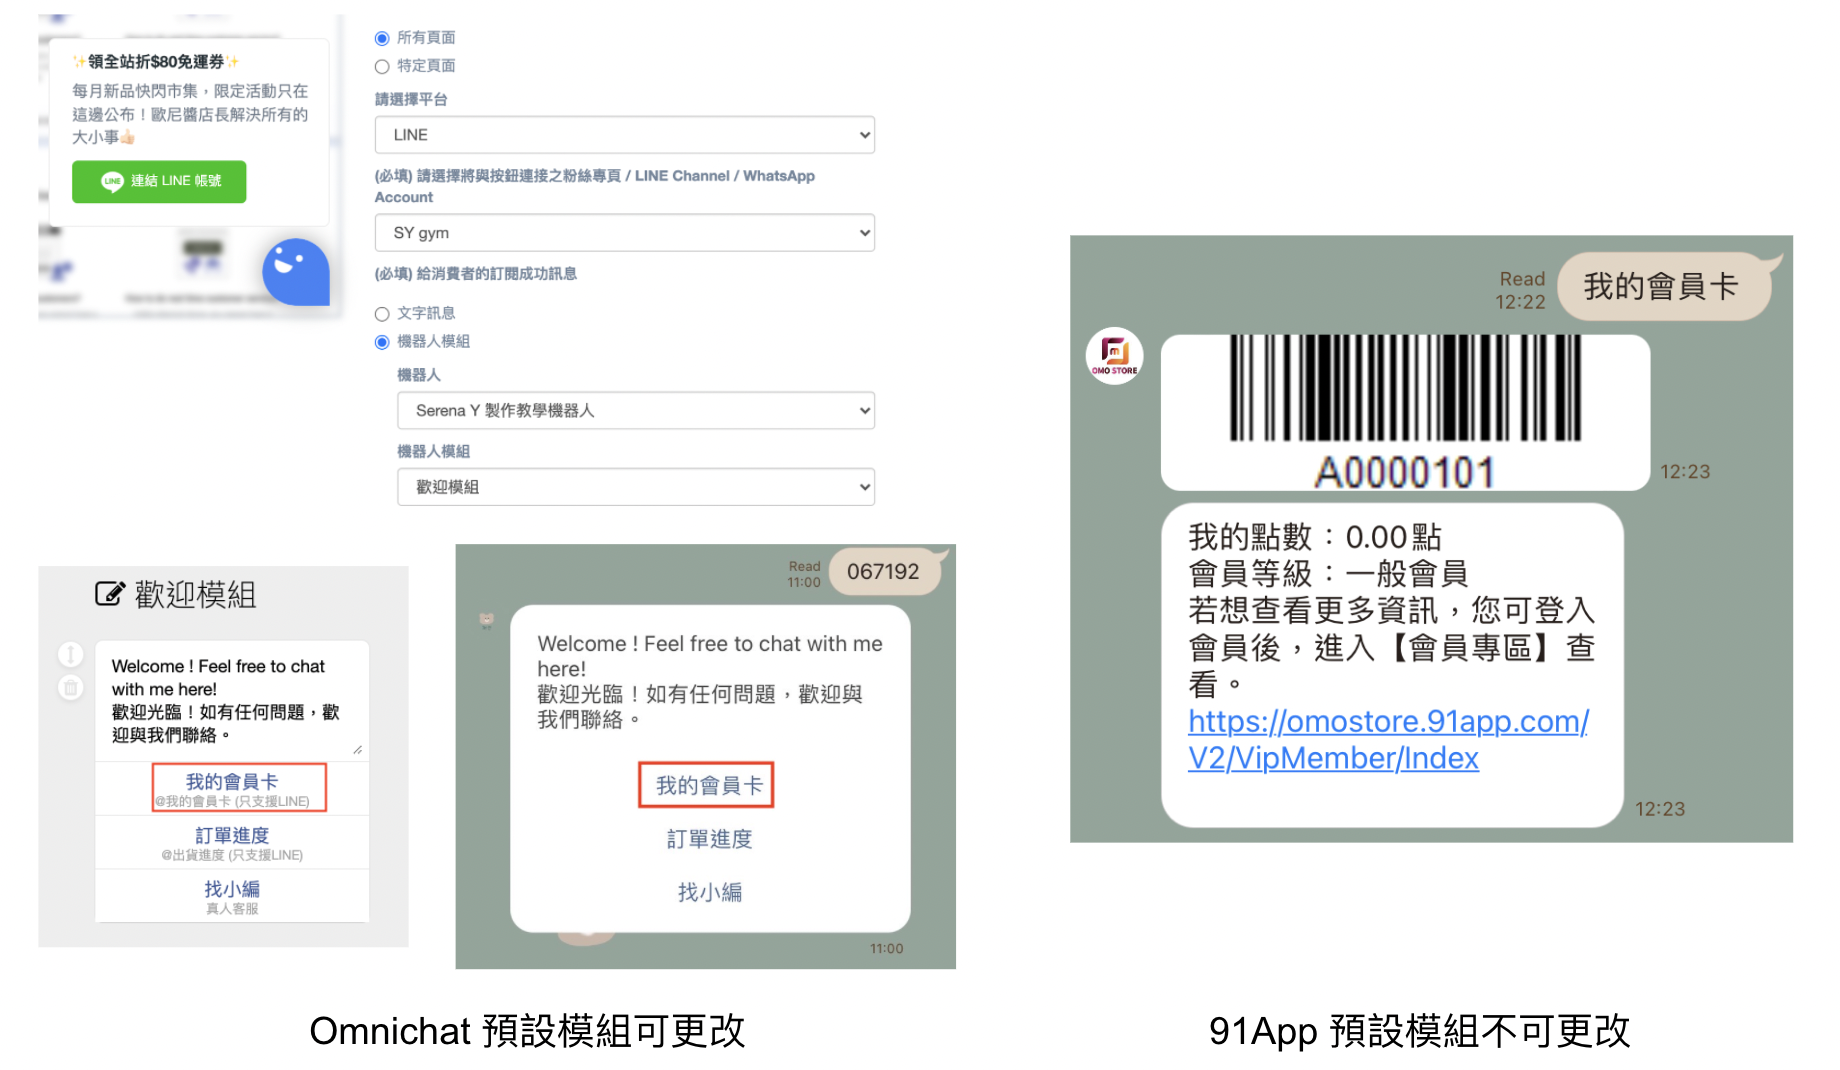 ✨領全站折$80免運券✨
每月新品快閃市集，限定活動只在
這邊公布！歐尼醬店長解決所有的
大小事👍🏻
LINE 連結 LINE 帳號
所有頁面
特定頁面
請選擇平台
LINE
(必填) 請選擇將與按鈕連接之粉絲專頁 / LINE Channel / WhatsApp
Account
SY gym
(必填) 給消費者的訂閱成功訊息
文字訊息
機器人模組
機器人
Serena Y 製作教學機器人
機器人模組
歡迎模組
歡迎模組
Welcome ! Feel free to chat
with me here!
歡迎光臨！如有任何問題，歡
迎與我們聯絡。
我的會員卡
@我的會員卡 (只支援LINE)
訂單進度
@出貨進度 (只支援LINE)
找小編
真人客服
Read
11:00
067192
Welcome ! Feel free to chat with me
here!
歡迎光臨！如有任何問題，歡迎與
我們聯絡。
我的會員卡
訂單進度
找小編
11:00
Omnichat 預設模組可更改
Read
12:22
我的會員卡
m
OMO STORE
A0000101
12:23
我的點數：0.00點
會員等級：一般會員
若想查看更多資訊，您可登入
會員後，進入【會員專區】查
看。
https://omostore.91app.com/
V2/VipMember/Index
12:23
91App 預設模組不可更改